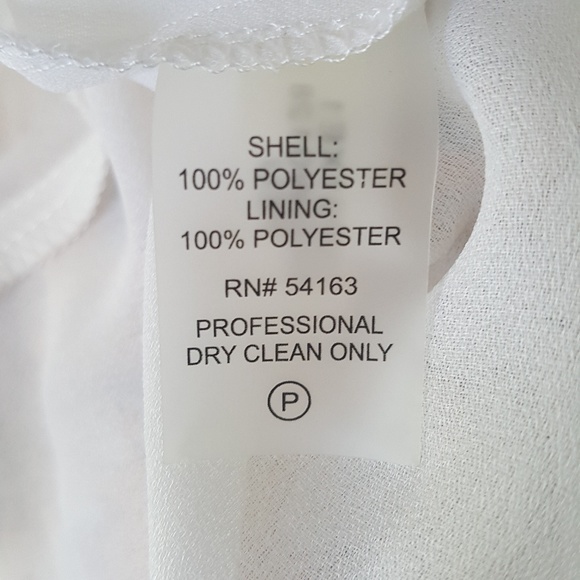 SHELL:
100% POLYESTER
LINING:
100% POLYESTER
RN# 54163
PROFESSIONAL
DRY CLEAN ONLY
P